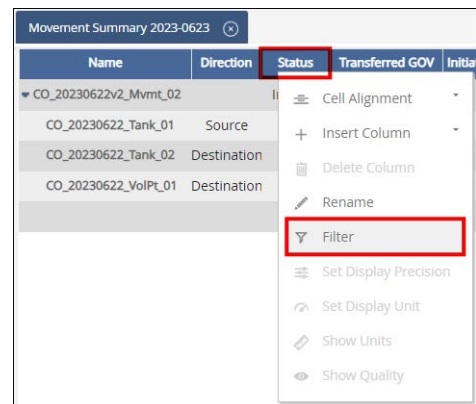 Movement Summary 2023-0623
Name Direction Status Transferred GOV
CO_20230622v2_Mvmt_02
Cell Alignment
CO_20230622_Tank_01 Source
Insert Column
CO_20230622_Tank_02 Destination
Delete Column
CO_20230622_VolPt_01 Destination
Rename
Filter
Set Display Precision
Set Display Unit
Show Units
Show Quality